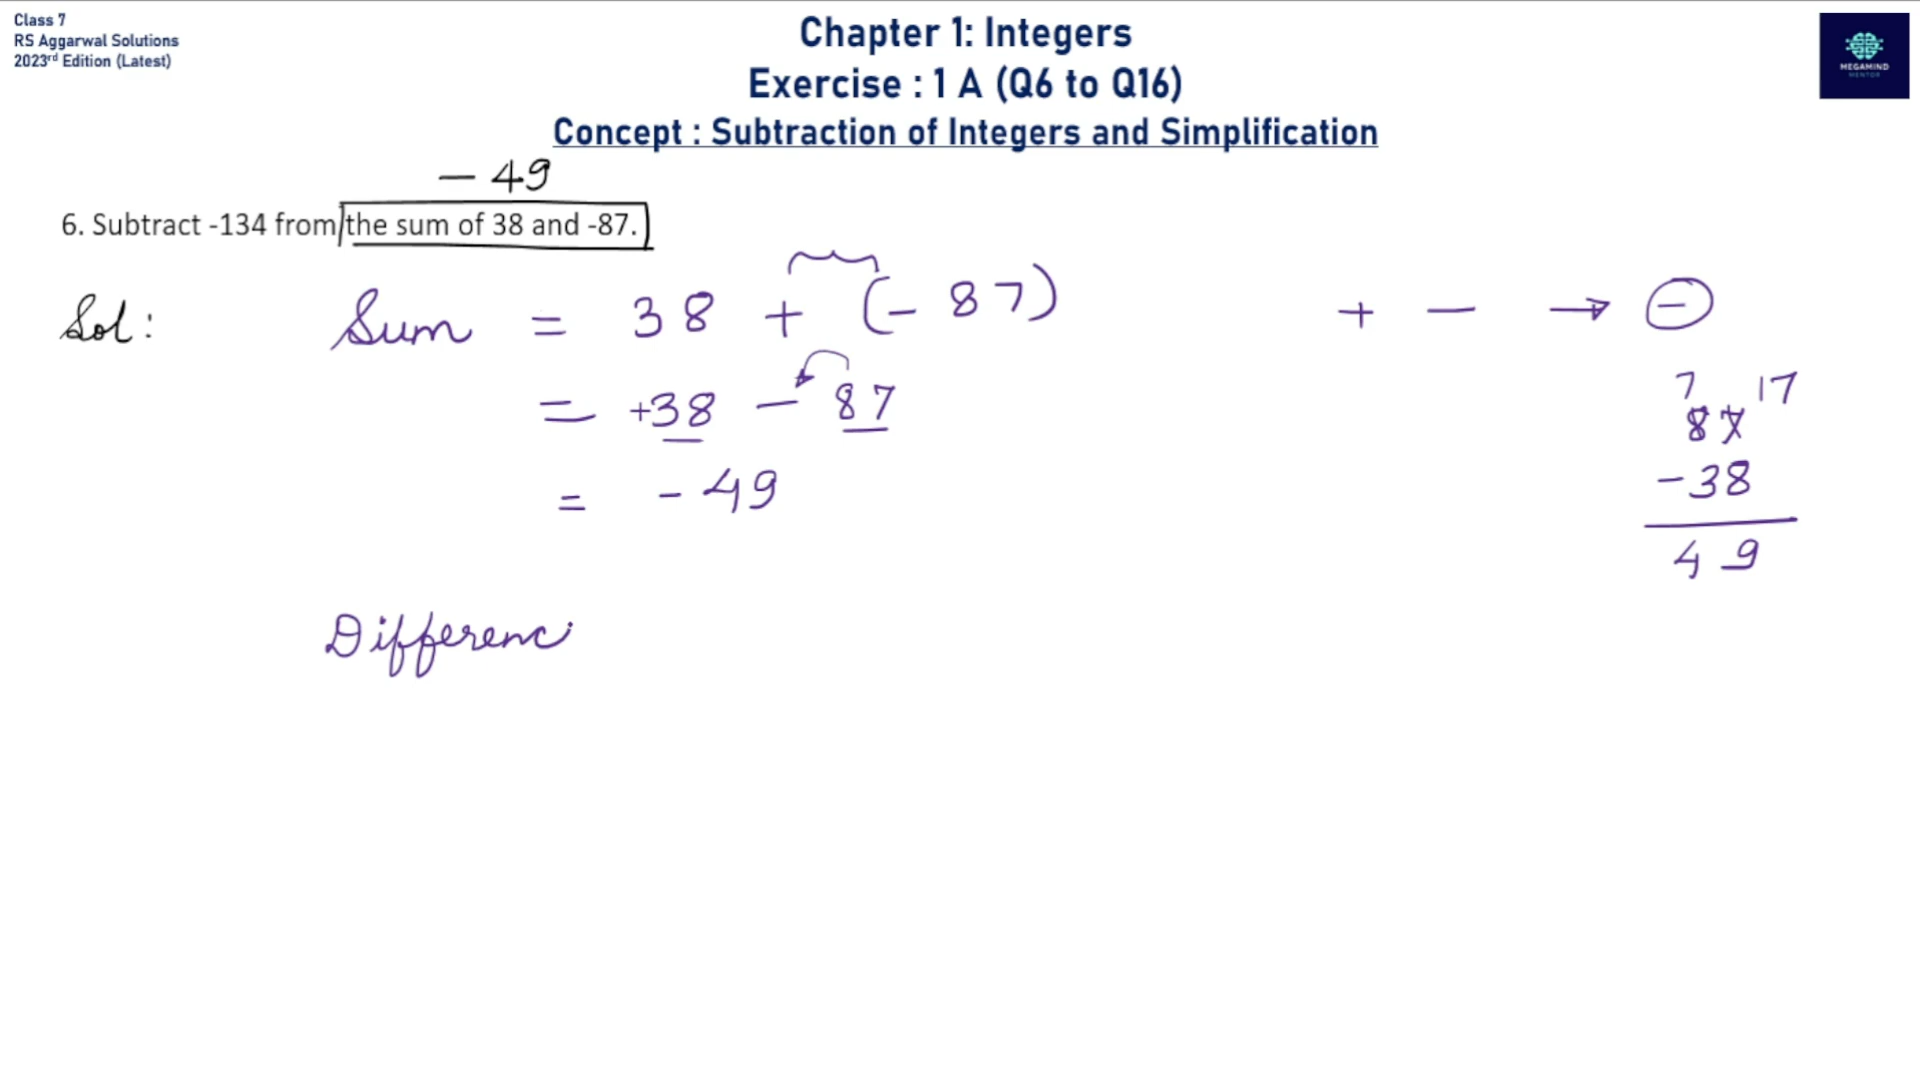 Class 7
RS Aggarwal Solutions
2023rd Edition (Latest)
Chapter 1: Integers
Exercise : 1 A (Q6 to Q16)
Concept : Subtraction of Integers and Simplification
MEGAMIND
MENTOR
- 49
6. Subtract -134 from the sum of 38 and -87.
Sol: Sum = 38 + (- 87)
+ - → -
= +38 - 87
= - 49
7 17
87
-38
49
Differenc